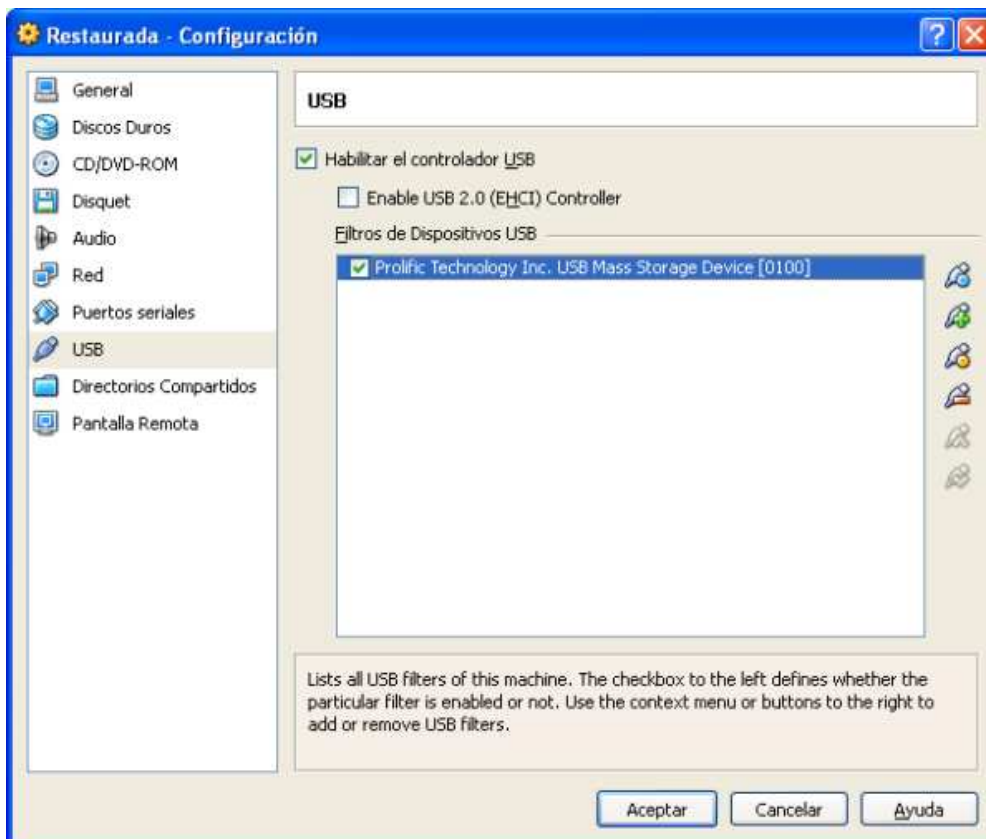 Restaurada - Configuración
General
Discos Duros
CD/DVD-ROM
Disquet
Audio
Red
Puertos seriales
USB
Directorios Compartidos
Pantalla Remota
USB
Habilitar el controlador USB
Enable USB 2.0 (EHCI) Controller
Filtros de Dispositivos USB
Prolific Technology Inc. USB Mass Storage Device [0100]
Lists all USB filters of this machine. The checkbox to the left defines whether the
particular filter is enabled or not. Use the context menu or buttons to the right to
add or remove USB filters.
Aceptar
Cancelar
Ayuda